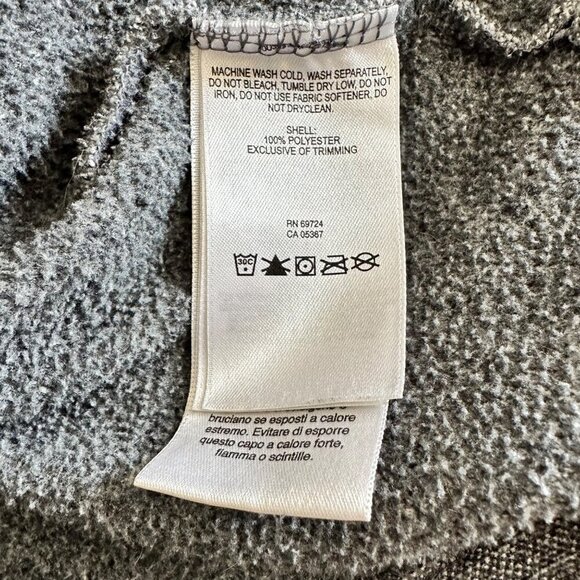 MACHINE WASH COLD, WASH SEPARATELY,
DO NOT BLEACH, TUMBLE DRY LOW, DO NOT
IRON, DO NOT USE FABRIC SOFTENER, DO
NOT DRYCLEAN.
SHELL:
100% POLYESTER
EXCLUSIVE OF TRIMMING
RN 69724
CA 05367
30C
bruciano se esposti a calore
estremo. Evitare di esporre
questo capo a calore forte,
fiamma o scintille.